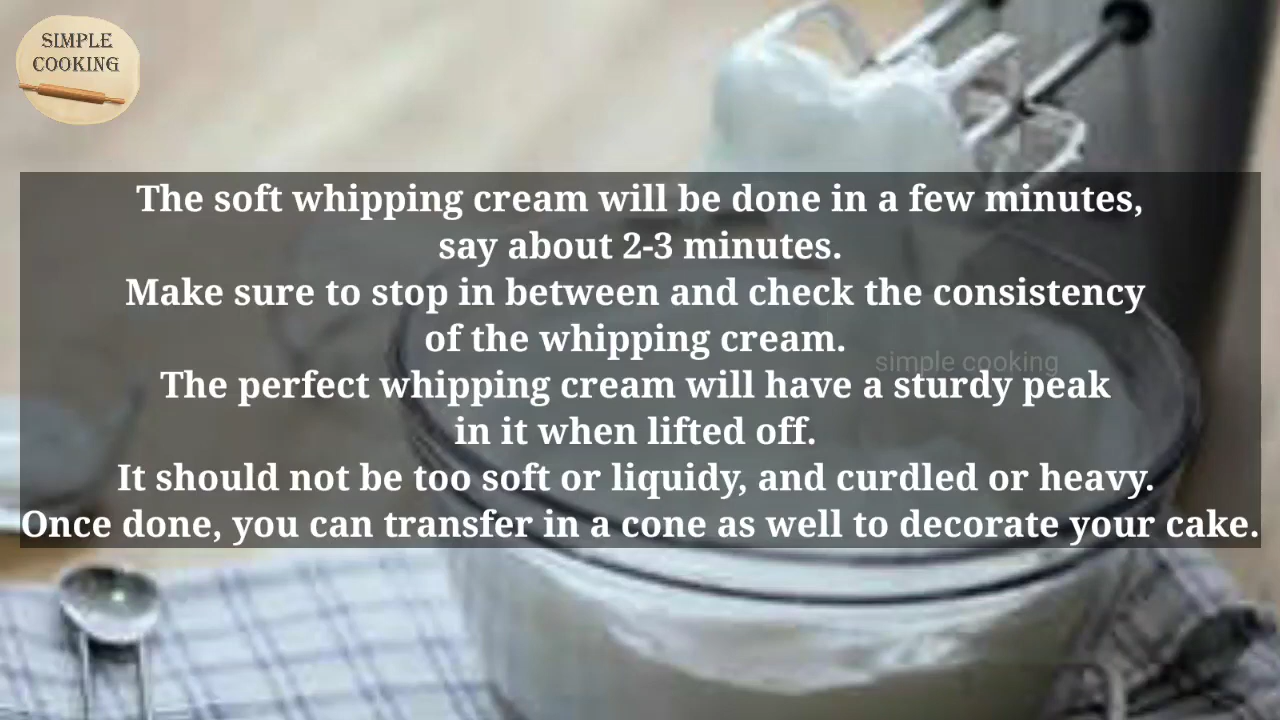 SIMPLE
COOKING
The soft whipping cream will be done in a few minutes,
say about 2-3 minutes.
Make sure to stop in between and check the consistency
of the whipping cream.
simple cooking
The perfect whipping cream will have a sturdy peak
in it when lifted off.
It should not be too soft or liquidy, and curdled or heavy.
Once done, you can transfer in a cone as well to decorate your cake.